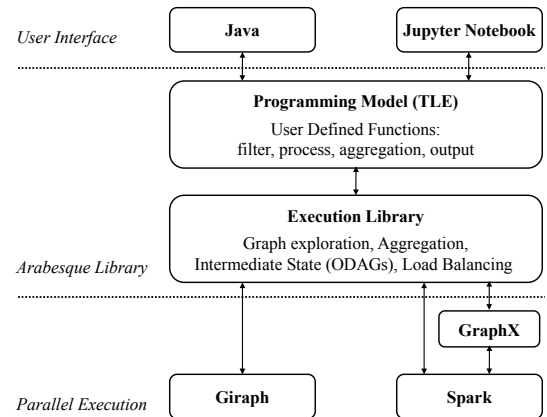 User Interface
Java
Jupyter Notebook
Programming Model (TLE)
User Defined Functions:
filter, process, aggregation, output
Execution Library
Graph exploration, Aggregation,
Intermediate State (ODAGs), Load Balancing
Arabesque Library
GraphX
Parallel Execution
Giraph
Spark